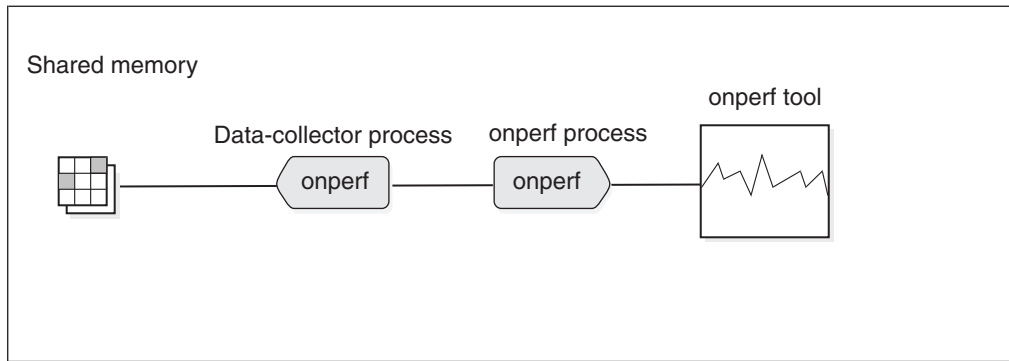 Shared memory
onperf tool
Data-collector process
onperf process
onperf
onperf